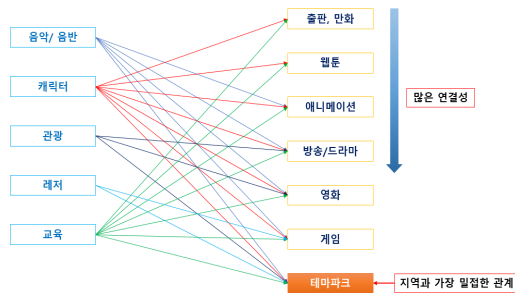 출판, 만화
음악/ 음반
웹툰
캐릭터
많은 연결성
애니메이션
관광
방송/드라마
레저
영화
교육
게임
테마파크
지역과 가장 밀접한 관계